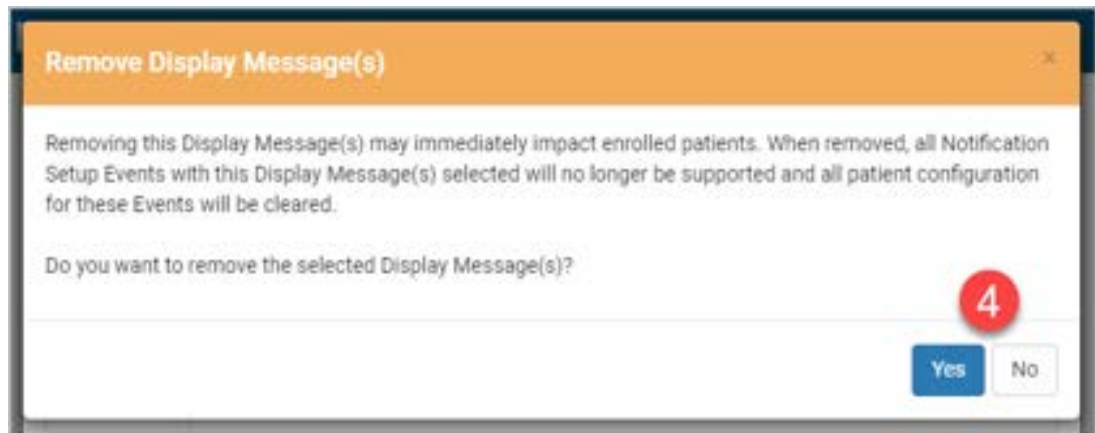 Remove Display Message(s)
×
Removing this Display Message(s) may immediately impact enrolled patients. When removed, all Notification
Setup Events with this Display Message(s) selected will no longer be supported and all patient configuration
for these Events will be cleared.
Do you want to remove the selected Display Message(s)?
4
Yes No